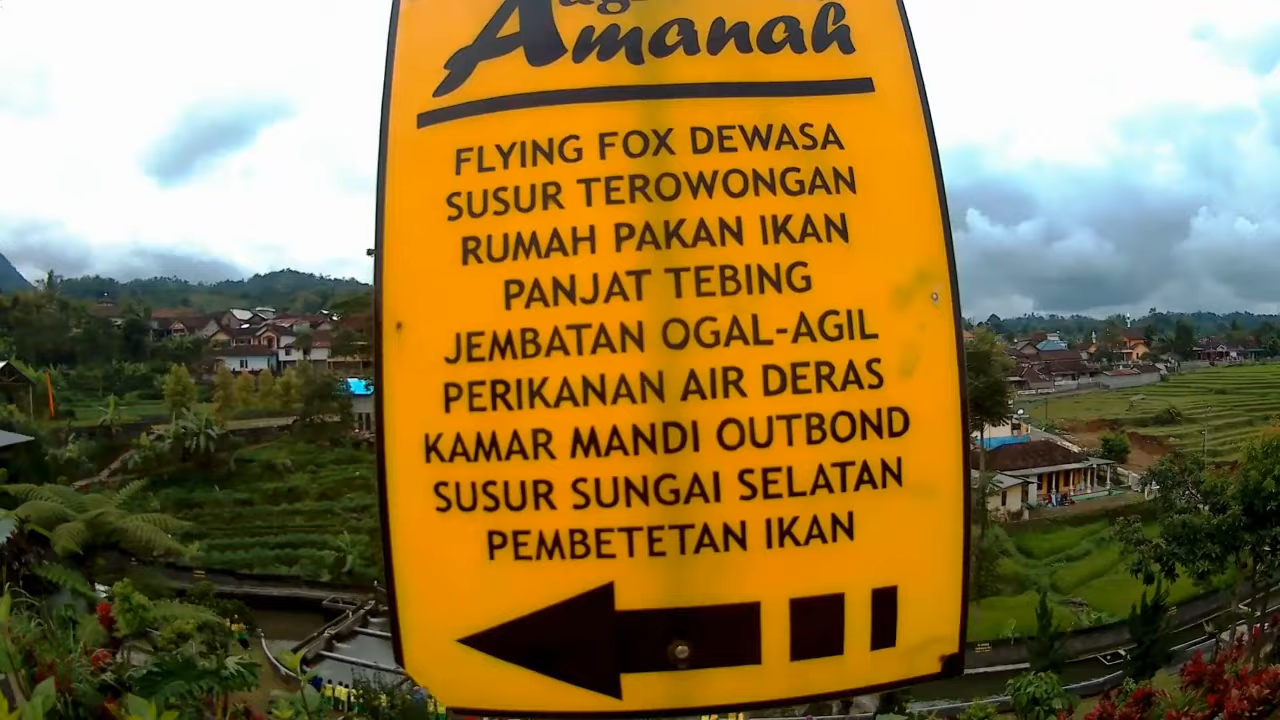 Amanah
FLYING FOX DEWASA
SUSUR TEROWONGAN
RUMAH PAKAN IKAN
PANJAT TEBING
JEMBATAN OGAL-AGIL
PERIKANAN AIR DERAS
KAMAR MANDI OUTBOND
SUSUR SUNGAI SELATAN
PEMBETETAN IKAN